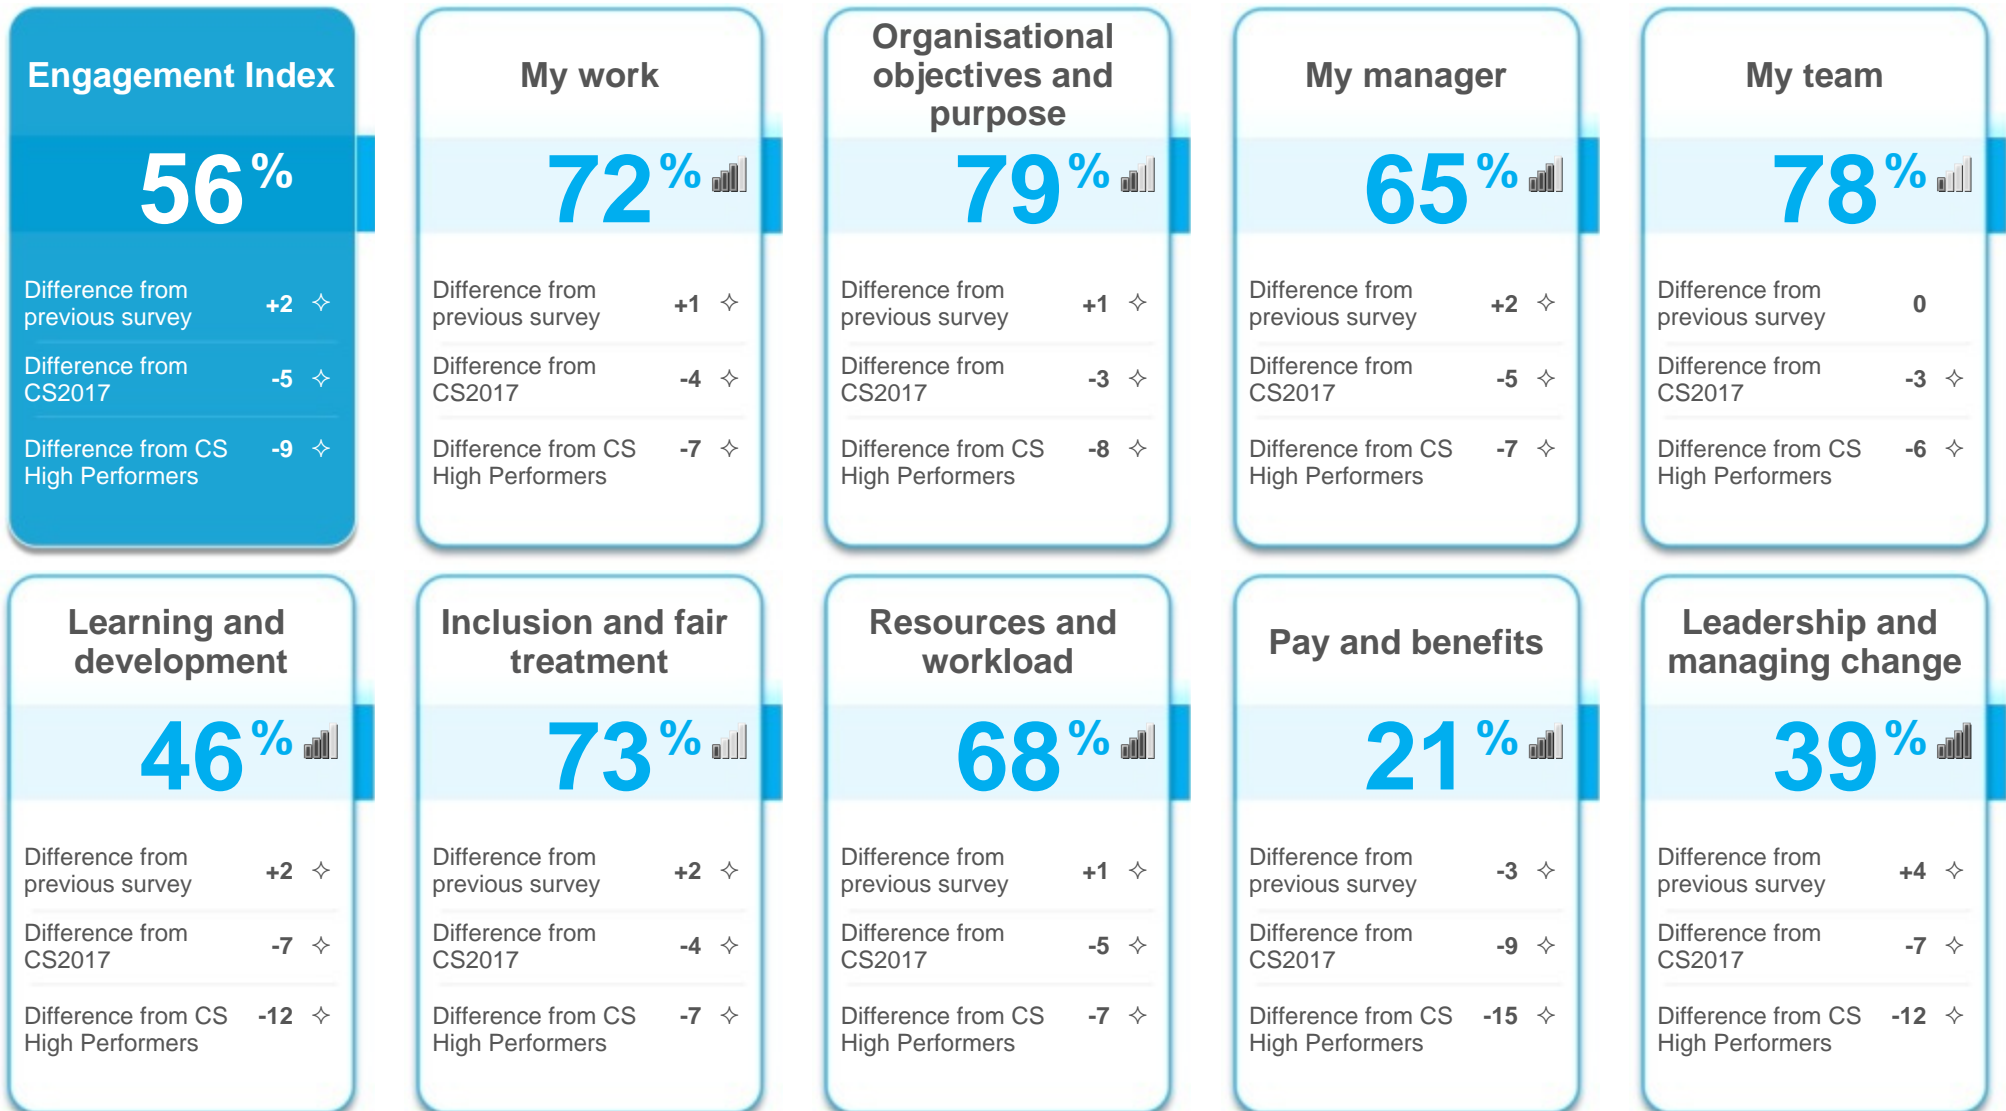 Engagement Index
56%
Difference from
previous survey +2 ✧
Difference from
CS2017 -5 ✧
Difference from CS
High Performers -9 ✧
My work
72%
Difference from
previous survey +1 ✧
Difference from
CS2017 -4 ✧
Difference from CS
High Performers -7 ✧
Organisational
objectives and
purpose
79%
Difference from
previous survey +1 ✧
Difference from
CS2017 -3 ✧
Difference from CS
High Performers -8 ✧
My manager
65%
Difference from
previous survey +2 ✧
Difference from
CS2017 -5 ✧
Difference from CS
High Performers -7 ✧
My team
78%
Difference from
previous survey 0
Difference from
CS2017 -3 ✧
Difference from CS
High Performers -6 ✧
Learning and
development
46%
Difference from
previous survey +2 ✧
Difference from
CS2017 -7 ✧
Difference from CS
High Performers -12 ✧
Inclusion and fair
treatment
73%
Difference from
previous survey +2 ✧
Difference from
CS2017 -4 ✧
Difference from CS
High Performers -7 ✧
Resources and
workload
68%
Difference from
previous survey +1 ✧
Difference from
CS2017 -5 ✧
Difference from CS
High Performers -7 ✧
Pay and benefits
21%
Difference from
previous survey -3 ✧
Difference from
CS2017 -9 ✧
Difference from CS
High Performers -15 ✧
Leadership and
managing change
39%
Difference from
previous survey +4 ✧
Difference from
CS2017 -7 ✧
Difference from CS
High Performers -12 ✧